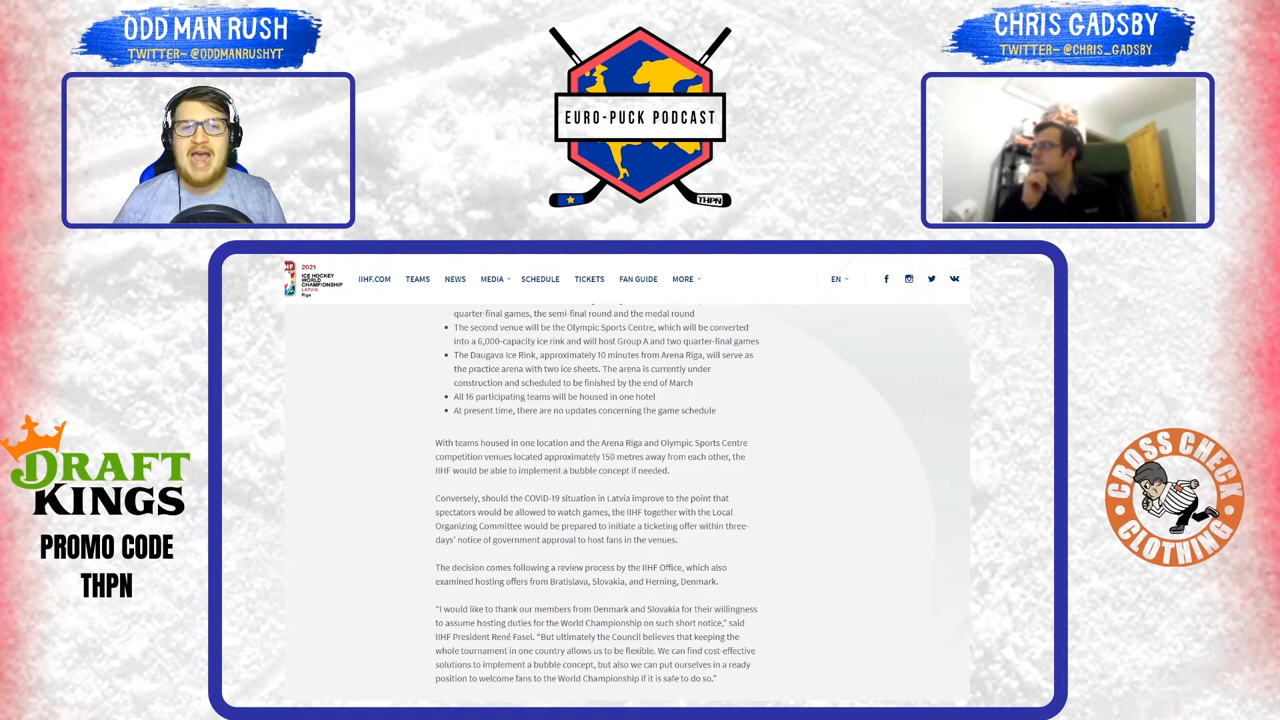 ODD MAN RUSH
TWITTER- @ODDMANRUSHYT
CHRIS GADSBY
TWITTER- @CHRIS_GADSBY
EURO-PUCK PODCAST
THPN
2021
ICE HOCKEY
WORLD
CHAMPIONSHIP
LATVIA
Riga
IIHF.COM TEAMS NEWS MEDIA SCHEDULE TICKETS FAN GUIDE MORE EN
quarter-final games, the semi-final round and the medal round
• The second venue will be the Olympic Sports Centre, which will be converted
into a 6,000-capacity ice rink and will host Group A and two quarter-final games
• The Daugava Ice Rink, approximately 10 minutes from Arena Riga, will serve as
the practice arena with two ice sheets. The arena is currently under
construction and scheduled to be finished by the end of March
• All 16 participating teams will be housed in one hotel
• At present time, there are no updates concerning the game schedule
With teams housed in one location and the Arena Riga and Olympic Sports Centre
competition venues located approximately 150 metres away from each other, the
IIHF would be able to implement a bubble concept if needed.
Conversely, should the COVID-19 situation in Latvia improve to the point that
spectators would be allowed to watch games, the IIHF together with the Local
Organizing Committee would be prepared to initiate a ticketing offer within three-
days' notice of government approval to host fans in the venues.
The decision comes following a review process by the IIHF Office, which also
examined hosting offers from Bratislava, Slovakia, and Herning, Denmark.
"I would like to thank our members from Denmark and Slovakia for their willingness
to assume hosting duties for the World Championship on such short notice," said
IIHF President René Fasel. "But ultimately the Council believes that keeping the
whole tournament in one country allows us to be flexible. We can find cost-effective
solutions to implement a bubble concept, but also we can put ourselves in a ready
position to welcome fans to the World Championship if it is safe to do so."
DRAFT
KINGS
PROMO CODE
THPN
CROSS CHECK
CLOTHING